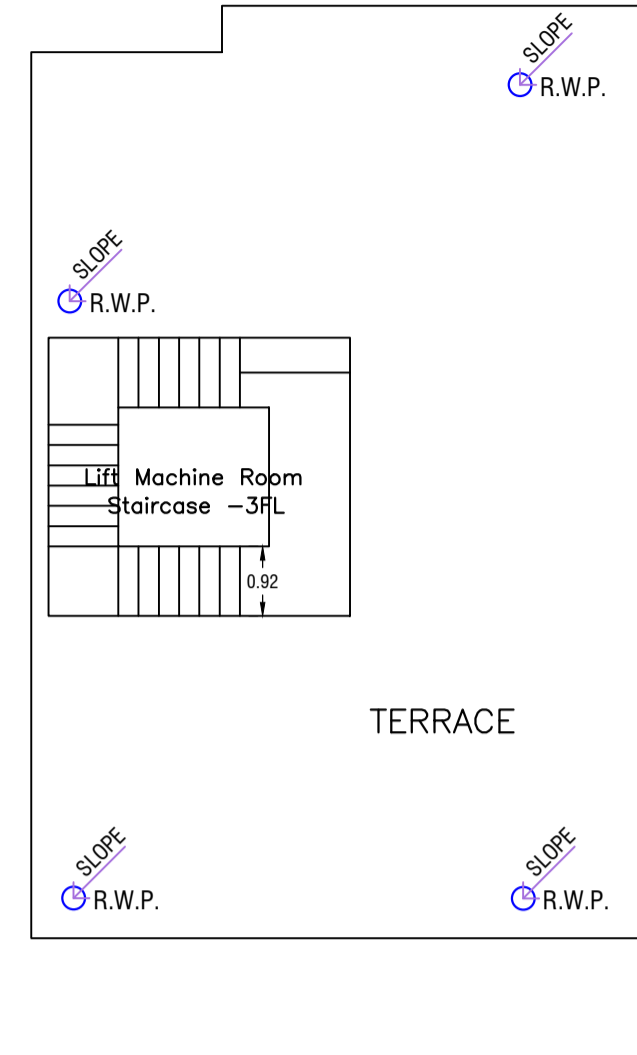 SLOPE
R.W.P.
SLOPE
R.W.P.
Lift Machine Room
Staircase -3FL
0.92
TERRACE
SLOPE
R.W.P.
SLOPE
R.W.P.